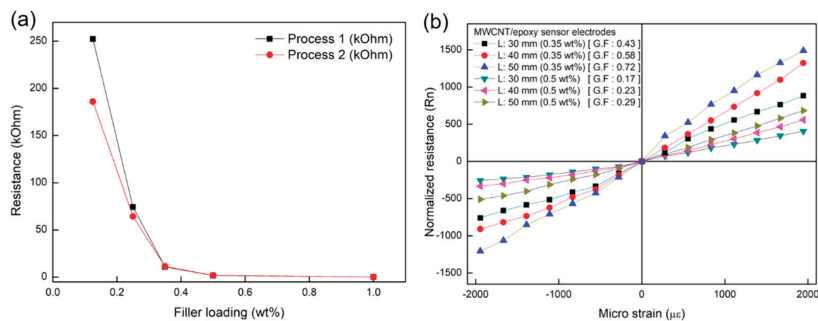 (a)
250
200
150
100
50
0
Resistance (kOhm)
Process 1 (kOhm)
Process 2 (kOhm)
0.0 0.2 0.4 0.6 0.8 1.0
Filler loading (wt%)
(b)
1500
1000
500
0
-500
-1000
-1500
Normalized resistance (Rn)
MWCNT/epoxy sensor electrodes
L: 30 mm (0.35 wt%) [ G.F : 0.43 ]
L: 40 mm (0.35 wt%) [ G.F : 0.58 ]
L: 50 mm (0.35 wt%) [ G.F : 0.72 ]
L: 30 mm (0.5 wt%) [ G.F : 0.17 ]
L: 40 mm (0.5 wt%) [ G.F : 0.23 ]
L: 50 mm (0.5 wt%) [ G.F : 0.29 ]
-2000 -1000 0 1000 2000
Micro strain (με)